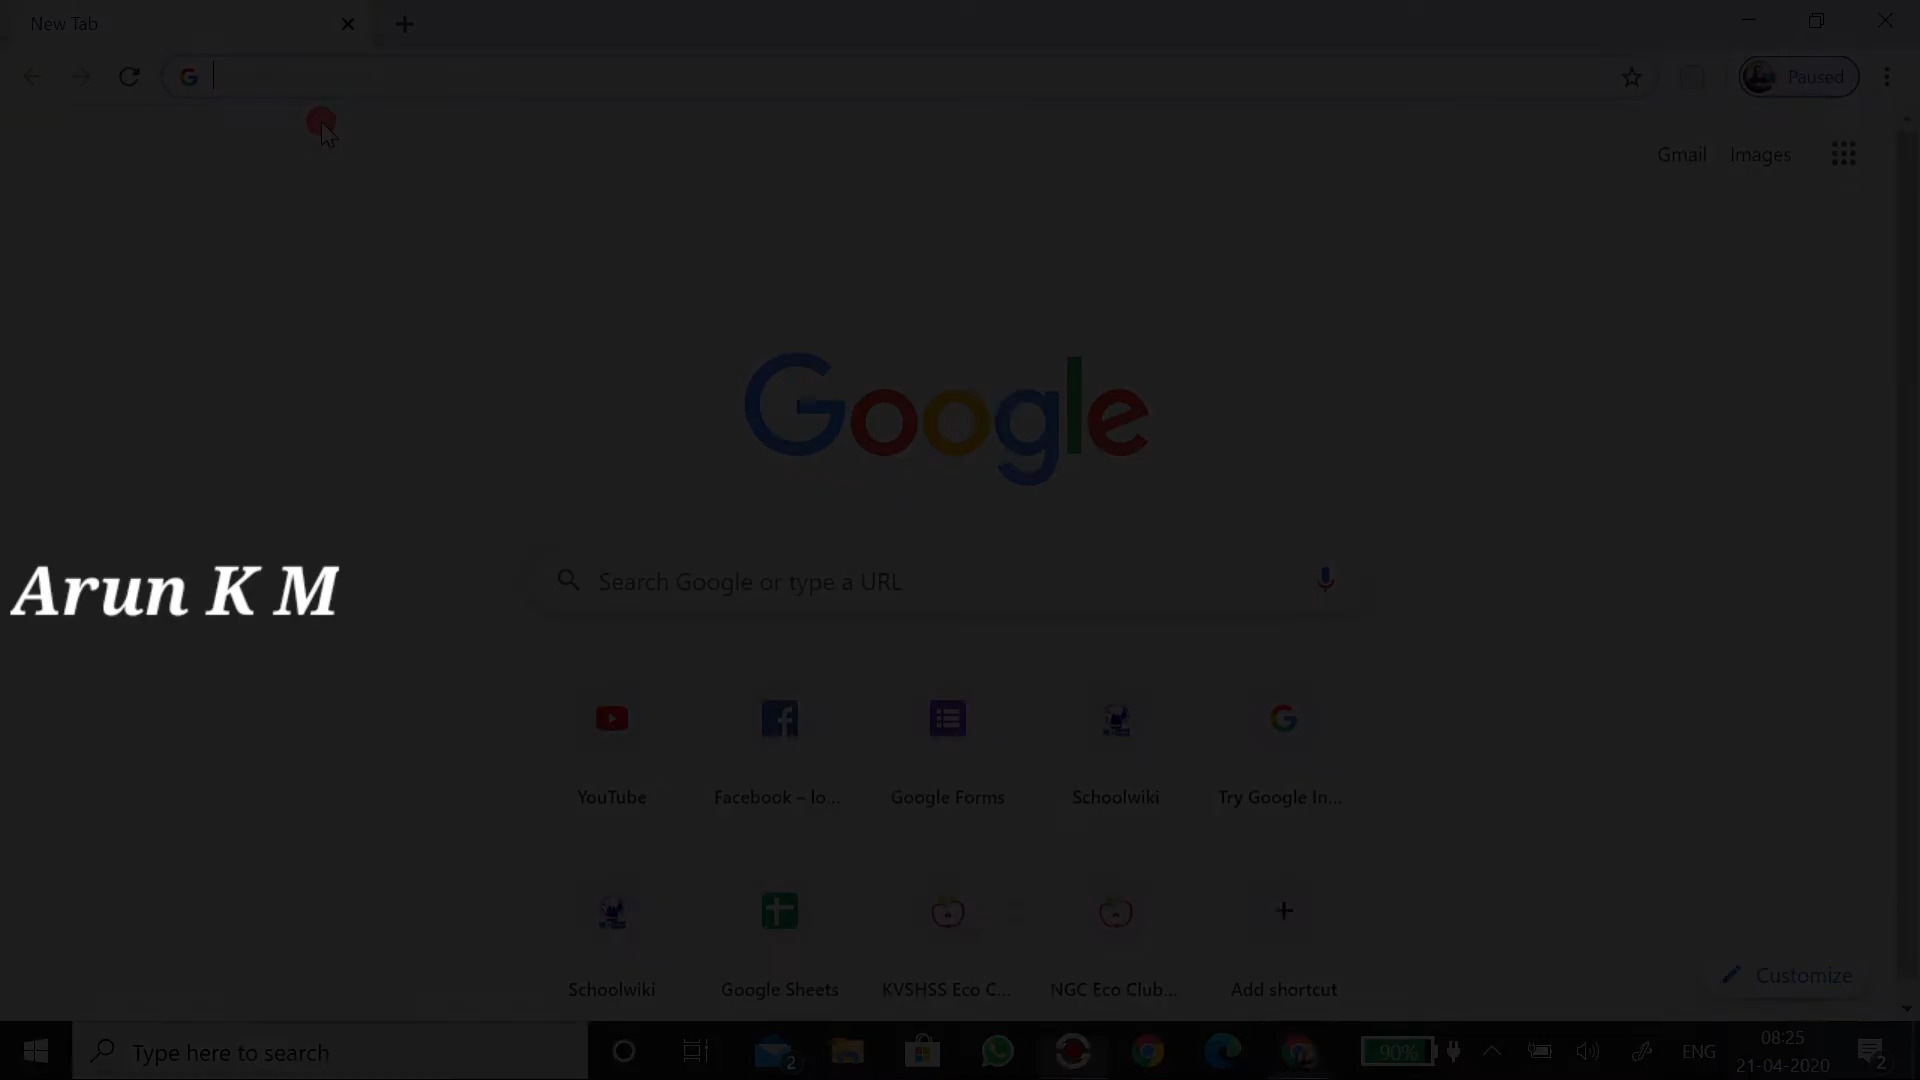 New Tab
Paused
Gmail Images
Google
Arun K M
Search Google or type a URL
YouTube Facebook – lo... Google Forms Schoolwiki Try Google In...
Schoolwiki Google Sheets KVSHSS Eco C... NGC Eco Club... Add shortcut
Customize
Type here to search
2
90%
ENG
08:25
21-04-2020
2